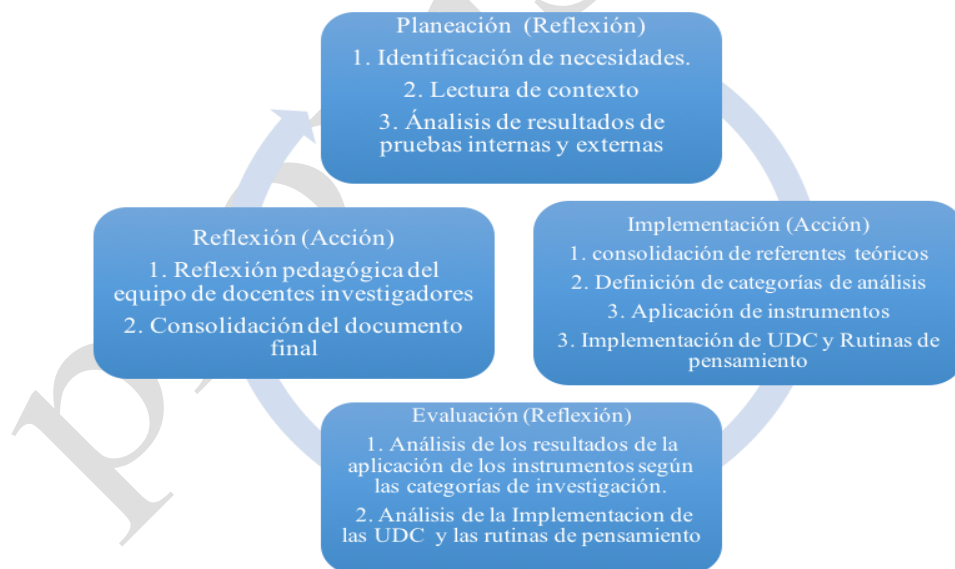 Planeación (Reflexión)
1. Identificación de necesidades.
2. Lectura de contexto
3. Ánalisis de resultados de
pruebas internas y externas
Implementación (Acción)
1. consolidación de referentes teóricos
2. Definición de categorías de análisis
3. Aplicación de instrumentos
3. Implementación de UDC y Rutinas de
pensamiento
Evaluación (Reflexión)
1. Análisis de los resultados de la
aplicación de los instrumentos según
las categorías de investigación.
2. Análisis de la Implementacion de
las UDC y las rutinas de pensamiento
Reflexión (Acción)
1. Reflexión pedagógica del
equipo de docentes investigadores
2. Consolidación del documento
final